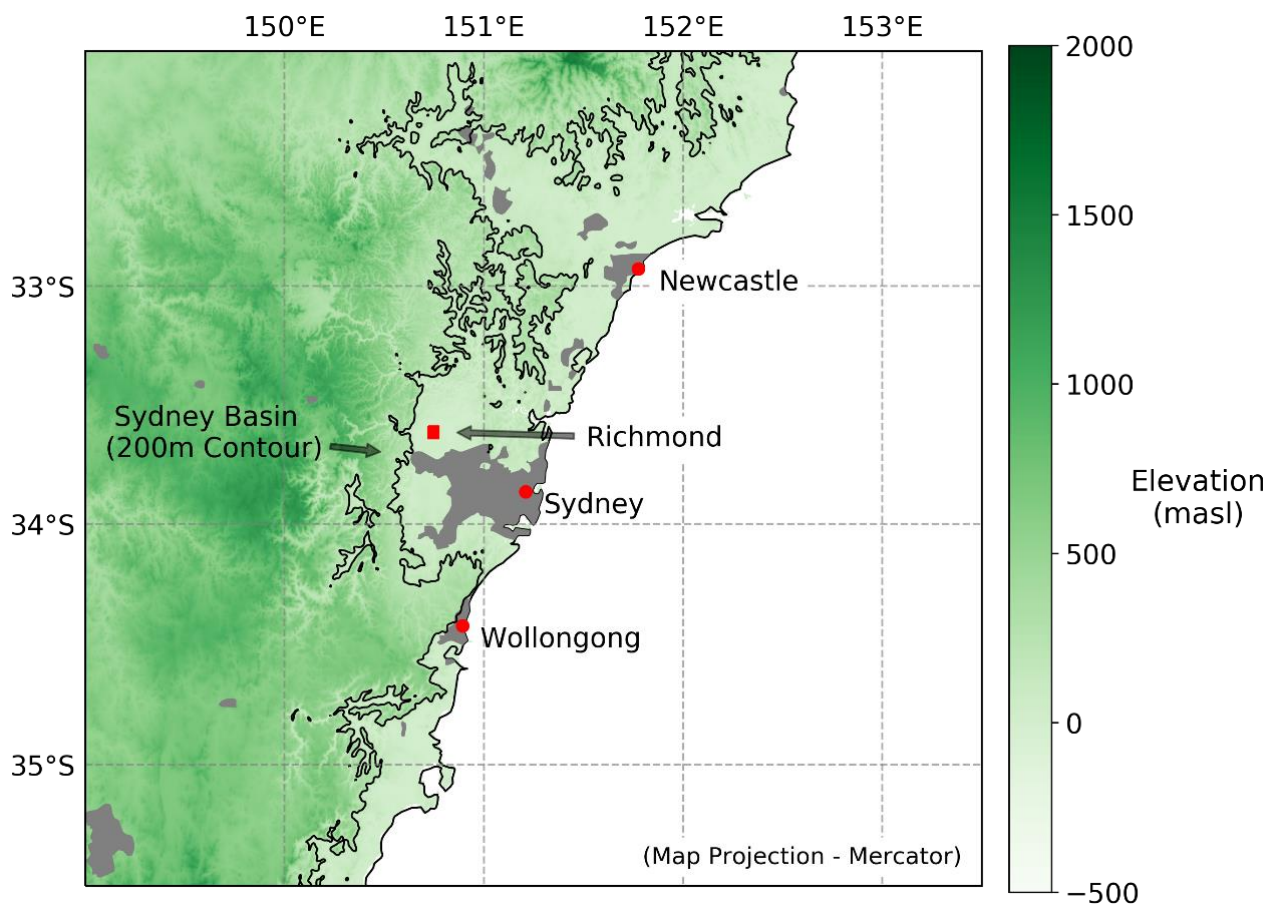 150°E 151°E 152°E 153°E
2000
1500
1000
500
0
−500
Elevation
(masl)
33°S
34°S
35°S
Newcastle
Sydney Basin
(200m Contour)
Richmond
Sydney
Wollongong
(Map Projection - Mercator)